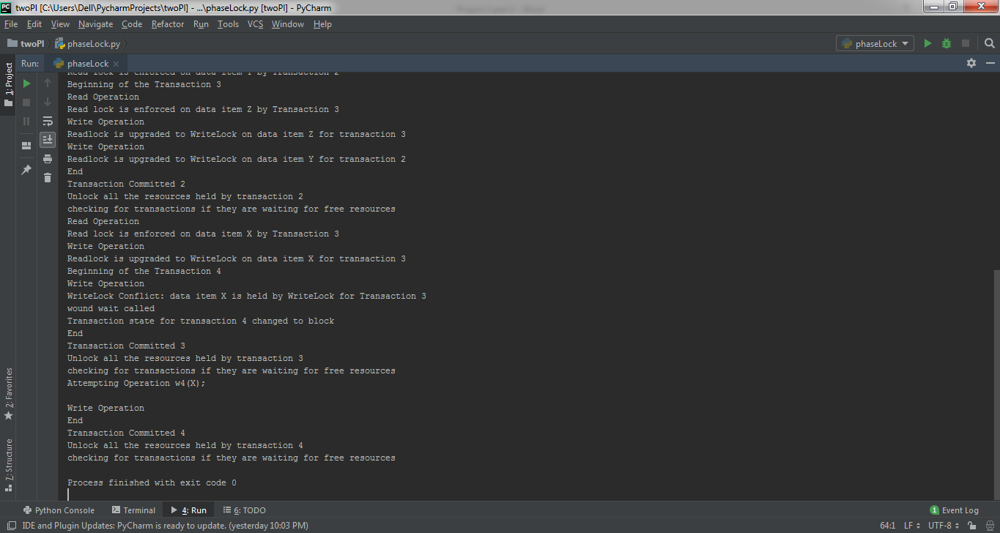 twoPl [C:\Users\Dell\PycharmProjects\twoPl] - ...\phaseLock.py [twoPl] - PyCharm
File Edit View Navigate Code Refactor Run Tools VCS Window Help
twoPl phaseLock.py phaseLock
Run: phaseLock
1: Project
Read lock is enforced on data item Y by Transaction 2
Beginning of the Transaction 3
Read Operation
Read lock is enforced on data item Z by Transaction 3
Write Operation
Readlock is upgraded to WriteLock on data item Z for transaction 3
Write Operation
Readlock is upgraded to WriteLock on data item Y for transaction 2
End
Transaction Committed 2
Unlock all the resources held by transaction 2
checking for transactions if they are waiting for free resources
Read Operation
Read lock is enforced on data item X by Transaction 3
Write Operation
Readlock is upgraded to WriteLock on data item X for transaction 3
Beginning of the Transaction 4
Write Operation
WriteLock Conflict: data item X is held by WriteLock for Transaction 3
wound wait called
Transaction state for transaction 4 changed to block
End
Transaction Committed 3
Unlock all the resources held by transaction 3
checking for transactions if they are waiting for free resources
Attempting Operation w4(X);
Write Operation
End
Transaction Committed 4
Unlock all the resources held by transaction 4
checking for transactions if they are waiting for free resources
Process finished with exit code 0
2: Favorites
7: Structure
Python Console Terminal 4: Run 6: TODO 1 Event Log
IDE and Plugin Updates: PyCharm is ready to update. (yesterday 10:03 PM) 64:1 LF UTF-8